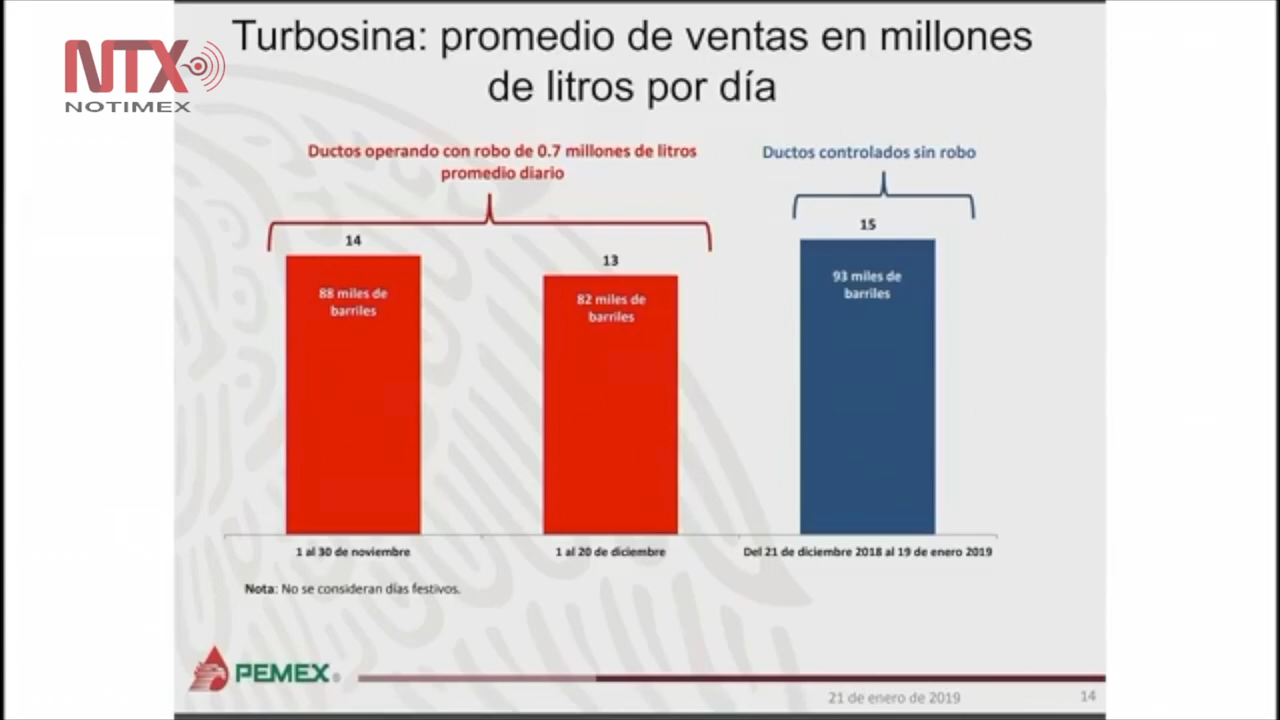 Turbosina: promedio de ventas en millones
de litros por día
NTX
NOTIMEX
Ductos operando con robo de 0.7 millones de litros
promedio diario
Ductos controlados sin robo
14
13
15
88 miles de
barriles
82 miles de
barriles
93 miles de
barriles
1 al 30 de noviembre
1 al 20 de diciembre
Del 21 de diciembre 2018 al 19 de enero 2019
Nota: No se consideran días festivos.
PEMEX®
21 de enero de 2019
14